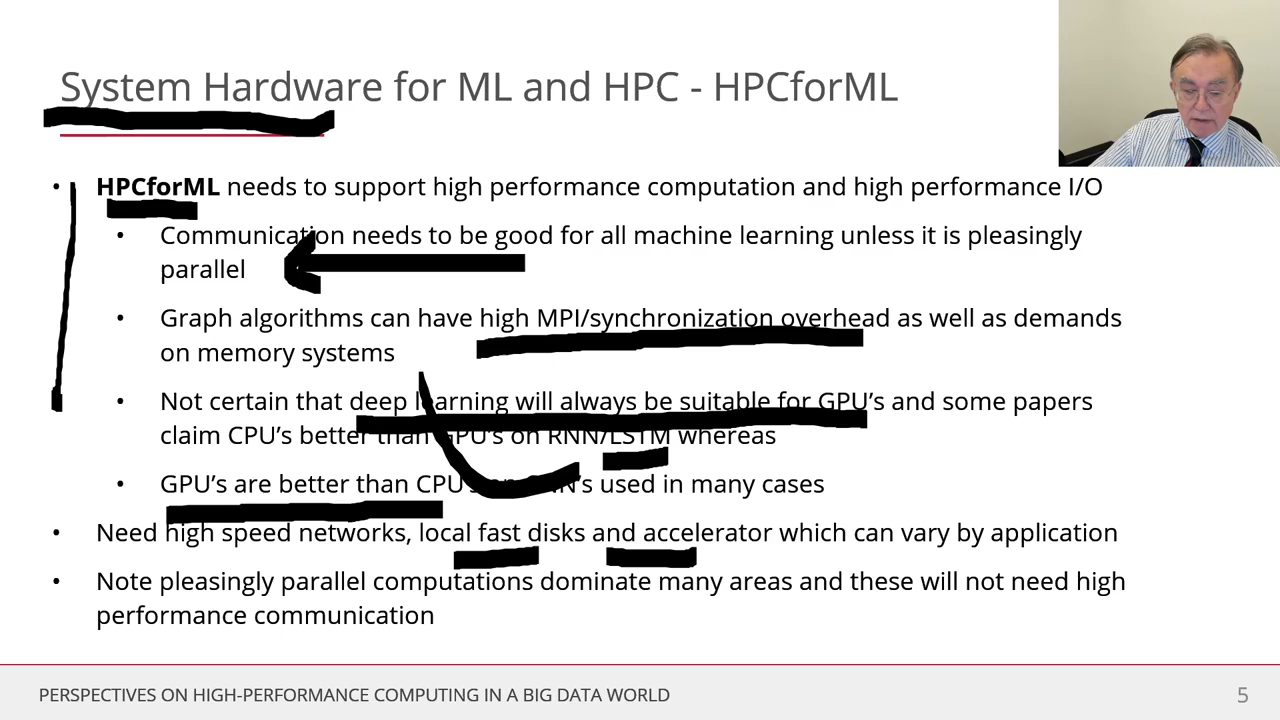 System Hardware for ML and HPC - HPCforML
• HPCforML needs to support high performance computation and high performance I/O
• Communication needs to be good for all machine learning unless it is pleasingly
parallel
• Graph algorithms can have high MPI/synchronization overhead as well as demands
on memory systems
• Not certain that deep learning will always be suitable for GPU's and some papers
claim CPU's better than GPU's on RNN/LSTM whereas
• GPU's are better than CPU's on used in many cases
• Need high speed networks, local fast disks and accelerator which can vary by application
• Note pleasingly parallel computations dominate many areas and these will not need high
performance communication
PERSPECTIVES ON HIGH-PERFORMANCE COMPUTING IN A BIG DATA WORLD
5